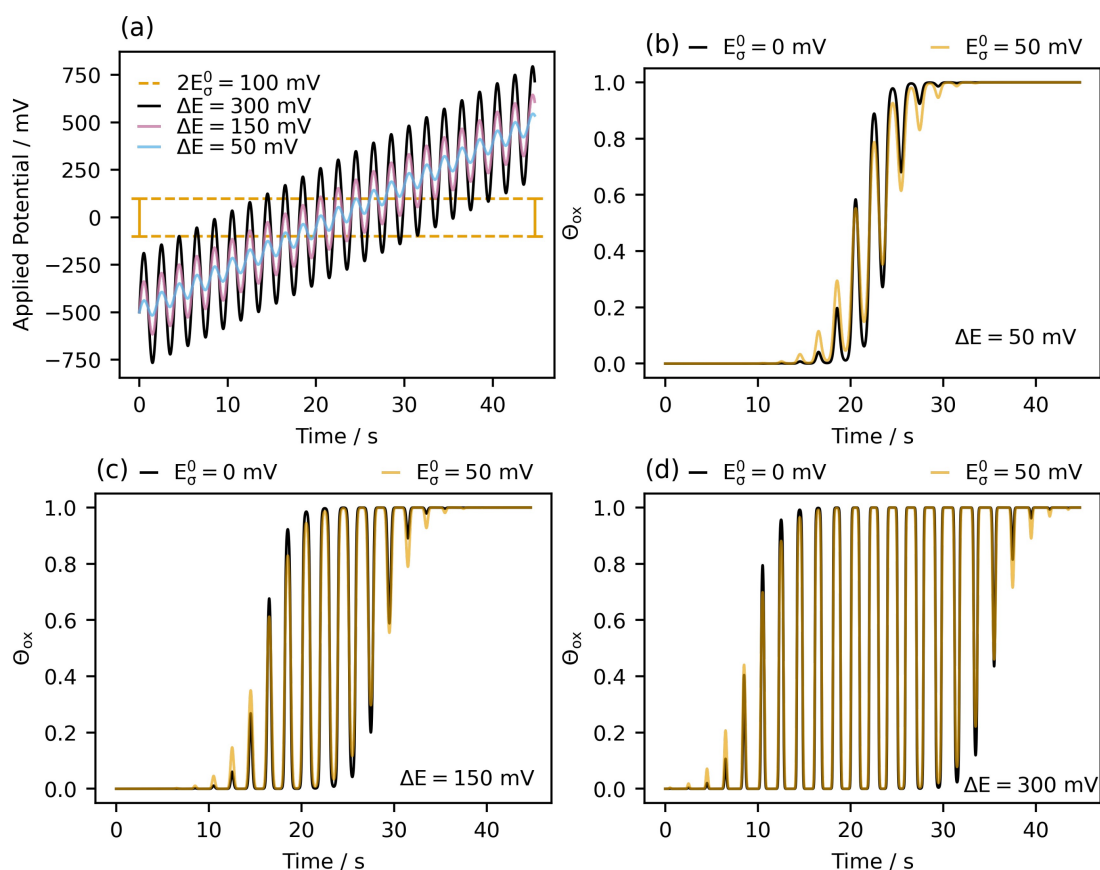 (a)
2E⁰σ = 100 mV
ΔE = 300 mV
ΔE = 150 mV
ΔE = 50 mV
750
500
250
0
−250
−500
−750
Applied Potential / mV
0 10 20 30 40
Time / s
(b)
E⁰σ = 0 mV E⁰σ = 50 mV
1.0
0.8
0.6
0.4
0.2
0.0
Θox
ΔE = 50 mV
0 10 20 30 40
Time / s
(c)
E⁰σ = 0 mV E⁰σ = 50 mV
1.0
0.8
0.6
0.4
0.2
0.0
Θox
ΔE = 150 mV
0 10 20 30 40
Time / s
(d)
E⁰σ = 0 mV E⁰σ = 50 mV
1.0
0.8
0.6
0.4
0.2
0.0
Θox
ΔE = 300 mV
0 10 20 30 40
Time / s